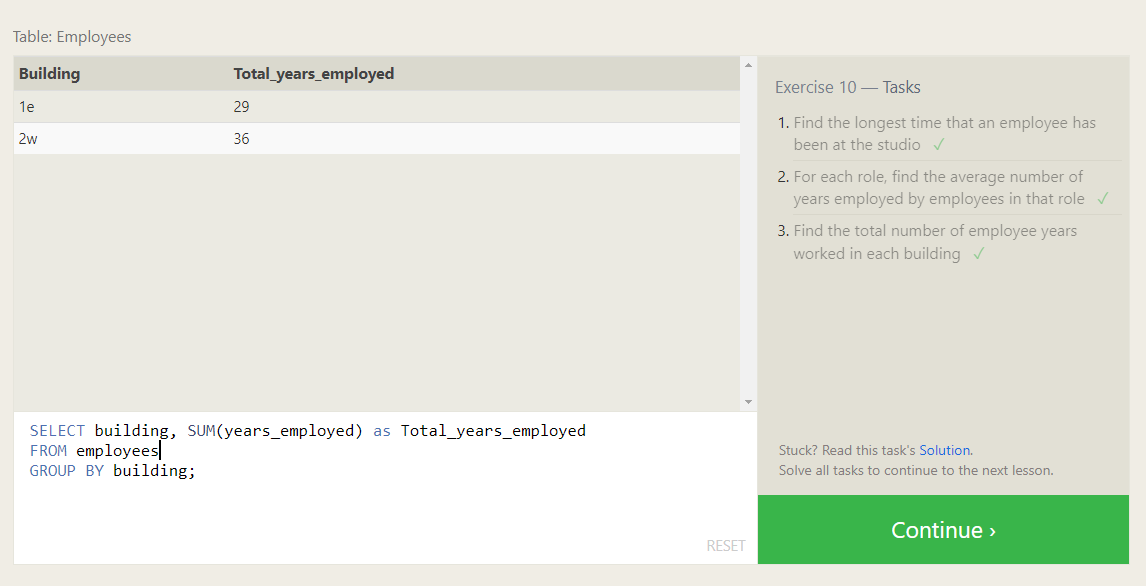 Table: Employees
Building Total_years_employed
1e 29
2w 36
SELECT building, SUM(years_employed) as Total_years_employed
FROM employees
GROUP BY building;
RESET
Exercise 10 — Tasks
1. Find the longest time that an employee has
been at the studio ✓
2. For each role, find the average number of
years employed by employees in that role ✓
3. Find the total number of employee years
worked in each building ✓
Stuck? Read this task's Solution.
Solve all tasks to continue to the next lesson.
Continue ›